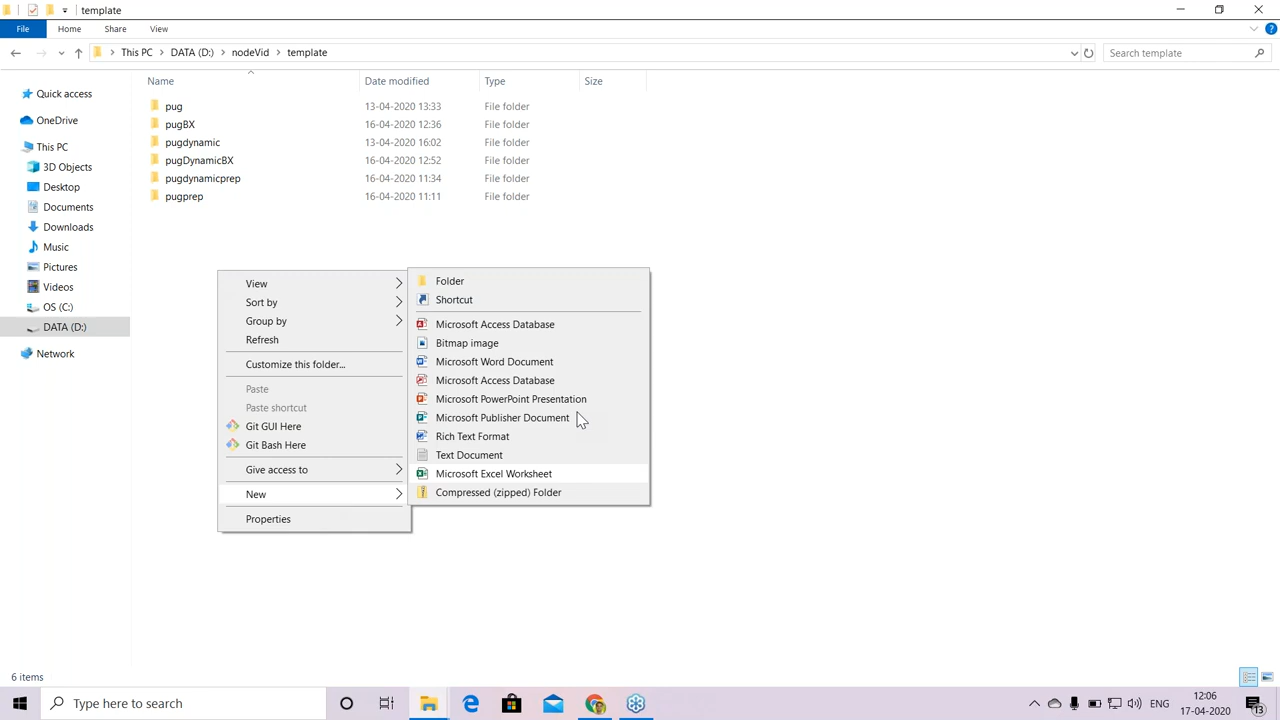 template
File
Home
Share
View
This PC
DATA (D:)
nodeVid
template
Search template
Name
Date modified
Type
Size
Quick access
OneDrive
This PC
3D Objects
Desktop
Documents
Downloads
Music
Pictures
Videos
OS (C:)
DATA (D:)
Network
pug 13-04-2020 13:33 File folder
pugBX 16-04-2020 12:36 File folder
pugdynamic 13-04-2020 16:02 File folder
pugDynamicBX 16-04-2020 12:52 File folder
pugdynamicprep 16-04-2020 11:34 File folder
pugprep 16-04-2020 11:11 File folder
View
Sort by
Group by
Refresh
Customize this folder...
Paste
Paste shortcut
Git GUI Here
Git Bash Here
Give access to
New
Properties
Folder
Shortcut
Microsoft Access Database
Bitmap image
Microsoft Word Document
Microsoft Access Database
Microsoft PowerPoint Presentation
Microsoft Publisher Document
Rich Text Format
Text Document
Microsoft Excel Worksheet
Compressed (zipped) Folder
6 items
Type here to search
ENG
12:06
17-04-2020
13